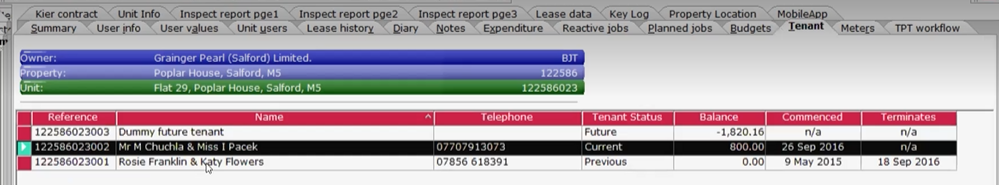 Kier contract Unit Info Inspect report pge1 Inspect report pge2 Inspect report pge3 Lease data Key Log Property Location MobileApp
Summary User info User values Unit users Lease history Diary Notes Expenditure Reactive jobs Planned jobs Budgets Tenant Meters TPT workflow
Owner: Grainger Pearl (Salford) Limited. BJT
Property: Poplar House, Salford, M5 122586
Unit: Flat 29, Poplar House, Salford, M5 122586023
Reference Name Telephone Tenant Status Balance Commenced Terminates
122586023003 Dummy future tenant Future -1,820.16 n/a n/a
122586023002 Mr M Chuchla & Miss I Pacek 07707913073 Current 800.00 26 Sep 2016 n/a
122586023001 Rosie Franklin & Katy Flowers 07856 618391 Previous 0.00 9 May 2015 18 Sep 2016